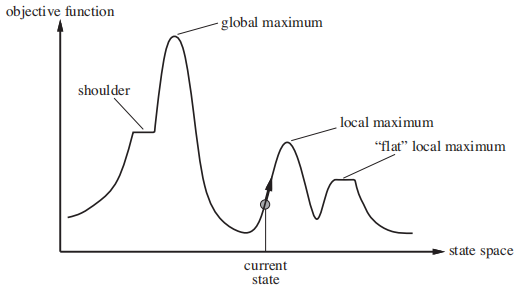 objective function
global maximum
shoulder
local maximum
“flat” local maximum
state space
current
state